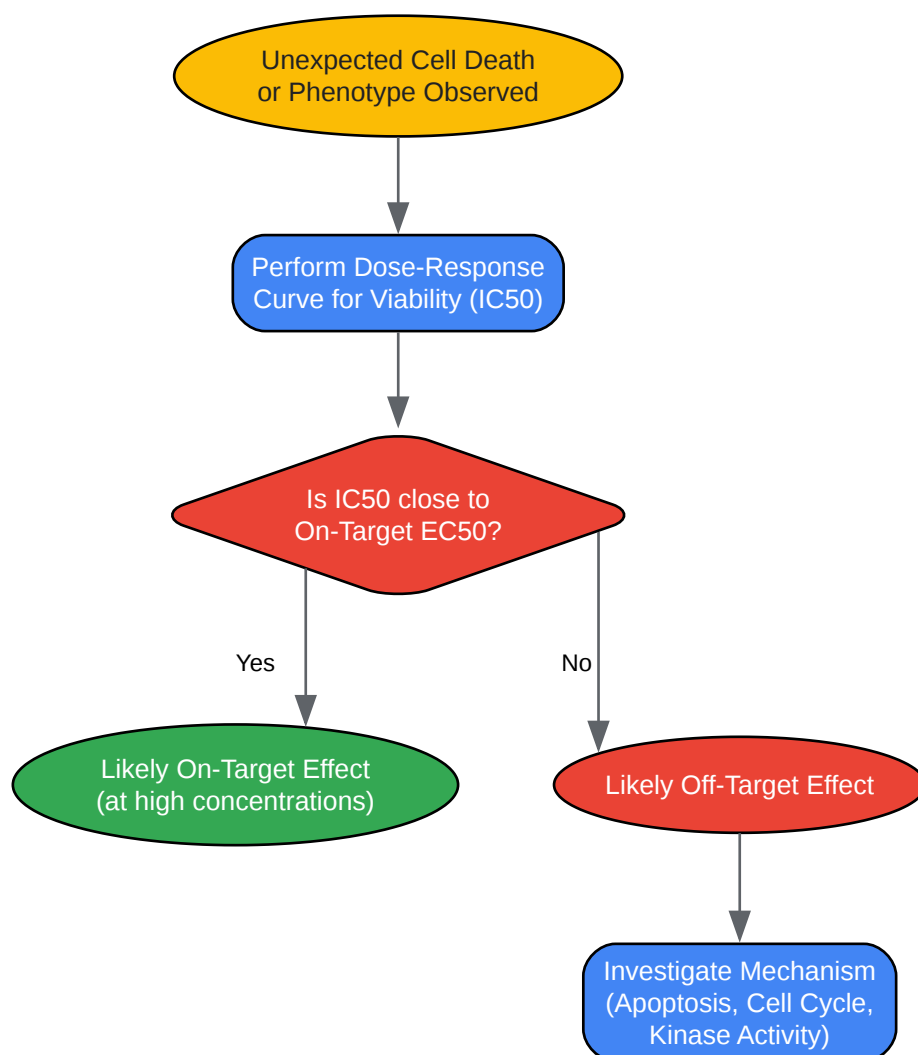 Unexpected Cell Death
or Phenotype Observed
Perform Dose-Response
Curve for Viability (IC50)
Is IC50 close to
On-Target EC50?
Yes
No
Likely On-Target Effect
(at high concentrations)
Likely Off-Target Effect
Investigate Mechanism
(Apoptosis, Cell Cycle,
Kinase Activity)